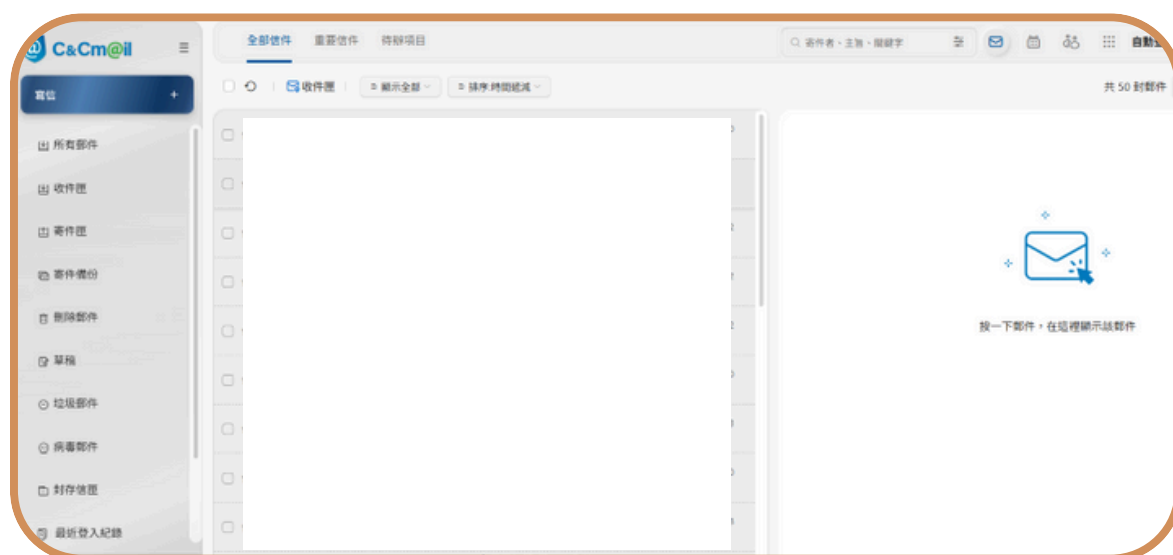 C&Cm@il
寫信 +
所有郵件
收件匣
寄件匣
寄件備份
刪除郵件
草稿
垃圾郵件
病毒郵件
封存信匣
最近登入紀錄
全部信件 重要信件 待辦項目
寄件者、主旨、關鍵字
收件匣 顯示全部 排序:時間遞減
共 50 封郵件
按一下郵件,在這裡顯示該郵件